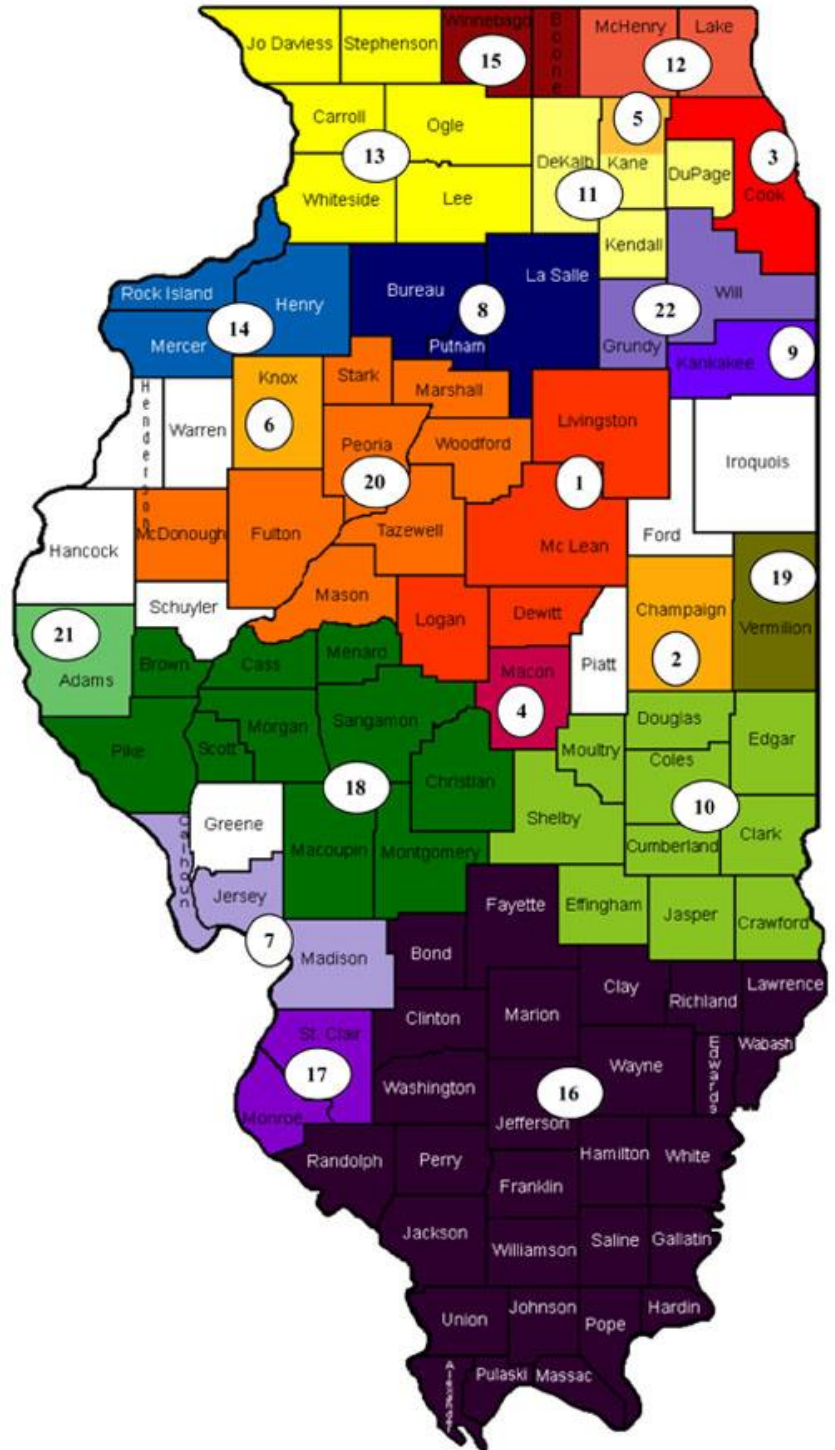 Jo Daviess
Stephenson
Winnebago
Boone
McHenry
Lake
15
12
Carroll
Ogle
5
3
13
DeKalb
Kane
DuPage
Cook
11
Whiteside
Lee
Kendall
Rock Island
Henry
Bureau
La Salle
Will
14
8
22
Mercer
Putnam
Grundy
Kankakee
9
Henderson
Warren
Knox
Stark
Marshall
Livingston
6
Peoria
Woodford
Iroquois
20
1
Hancock
McDonough
Fulton
Tazewell
Mc Lean
Ford
19
Schuyler
Mason
Logan
Dewitt
Champaign
Vermilion
21
Adams
Brown
Cass
Menard
Macon
Piatt
2
4
Pike
Scott
Morgan
Sangamon
Christian
Moultry
Douglas
Coles
Edgar
18
10
Calhoun
Greene
Macoupin
Montgomery
Shelby
Cumberland
Clark
Jersey
Fayette
Effingham
Jasper
Crawford
7
Madison
Bond
Clay
Richland
Lawrence
St. Clair
Clinton
Marion
Wayne
Edwards
Wabash
17
Washington
16
Monroe
Jefferson
Randolph
Perry
Franklin
Hamilton
White
Jackson
Williamson
Saline
Gallatin
Union
Johnson
Pope
Hardin
Alexander
Pulaski
Massac